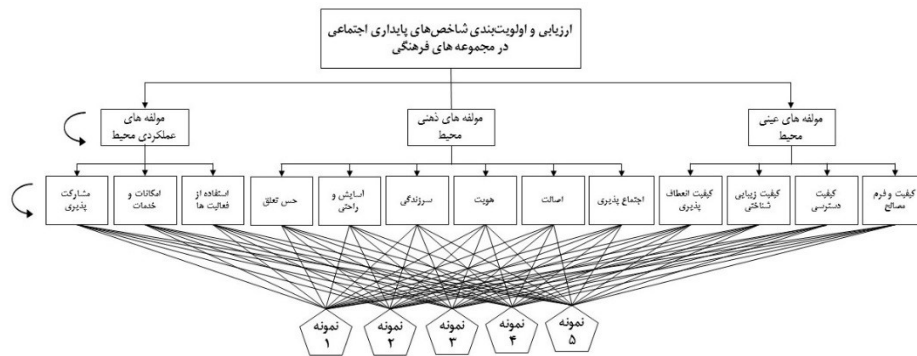 ارزیابی و اولویت‌بندی شاخص‌های پایداری اجتماعی
در مجموعه های فرهنگی
مولفه های عینی
محیط
مولفه های ذهنی
محیط
مولفه های
عملکردی محیط
کیفیت و فرم
مصالح
کیفیت
دسترسی
کیفیت زیبایی
شناختی
کیفیت انعطاف
پذیری
اجتماع پذیری
اصالت
هویت
سرزندگی
اسایش و
راحتی
حس تعلق
استفاده از
فعالیت ها
امکانات و
خدمات
مشارکت
پذیری
نمونه
۵
نمونه
۴
نمونه
۳
نمونه
۲
نمونه
۱